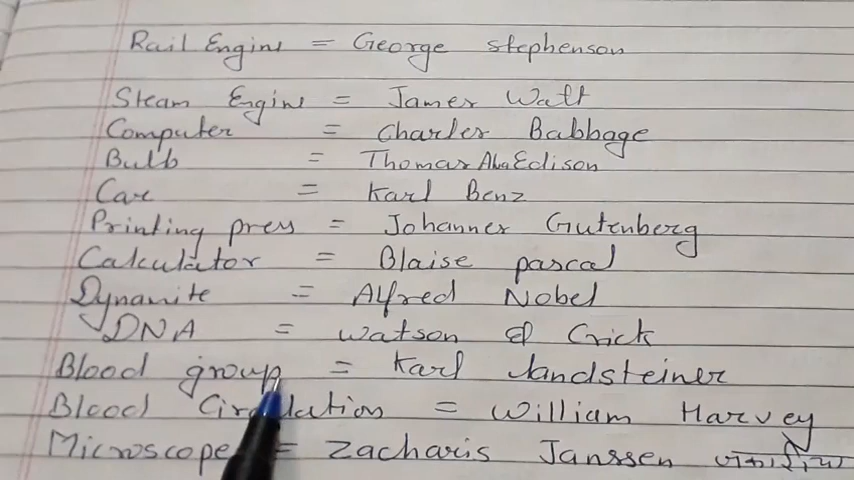 Rail Engine = George Stephenson
Steam Engine = James Watt
Computer = Charles Babbage
Bulb = Thomas Alva Edison
Car = Karl Benz
Printing press = Johannes Gutenberg
Calculator = Blaise pascal
Dynamite = Alfred Nobel
DNA = Watson & Crick
Blood group = Karl landsteiner
Blood Circulation = William Harvey
Microscope = Zacharis Janssen